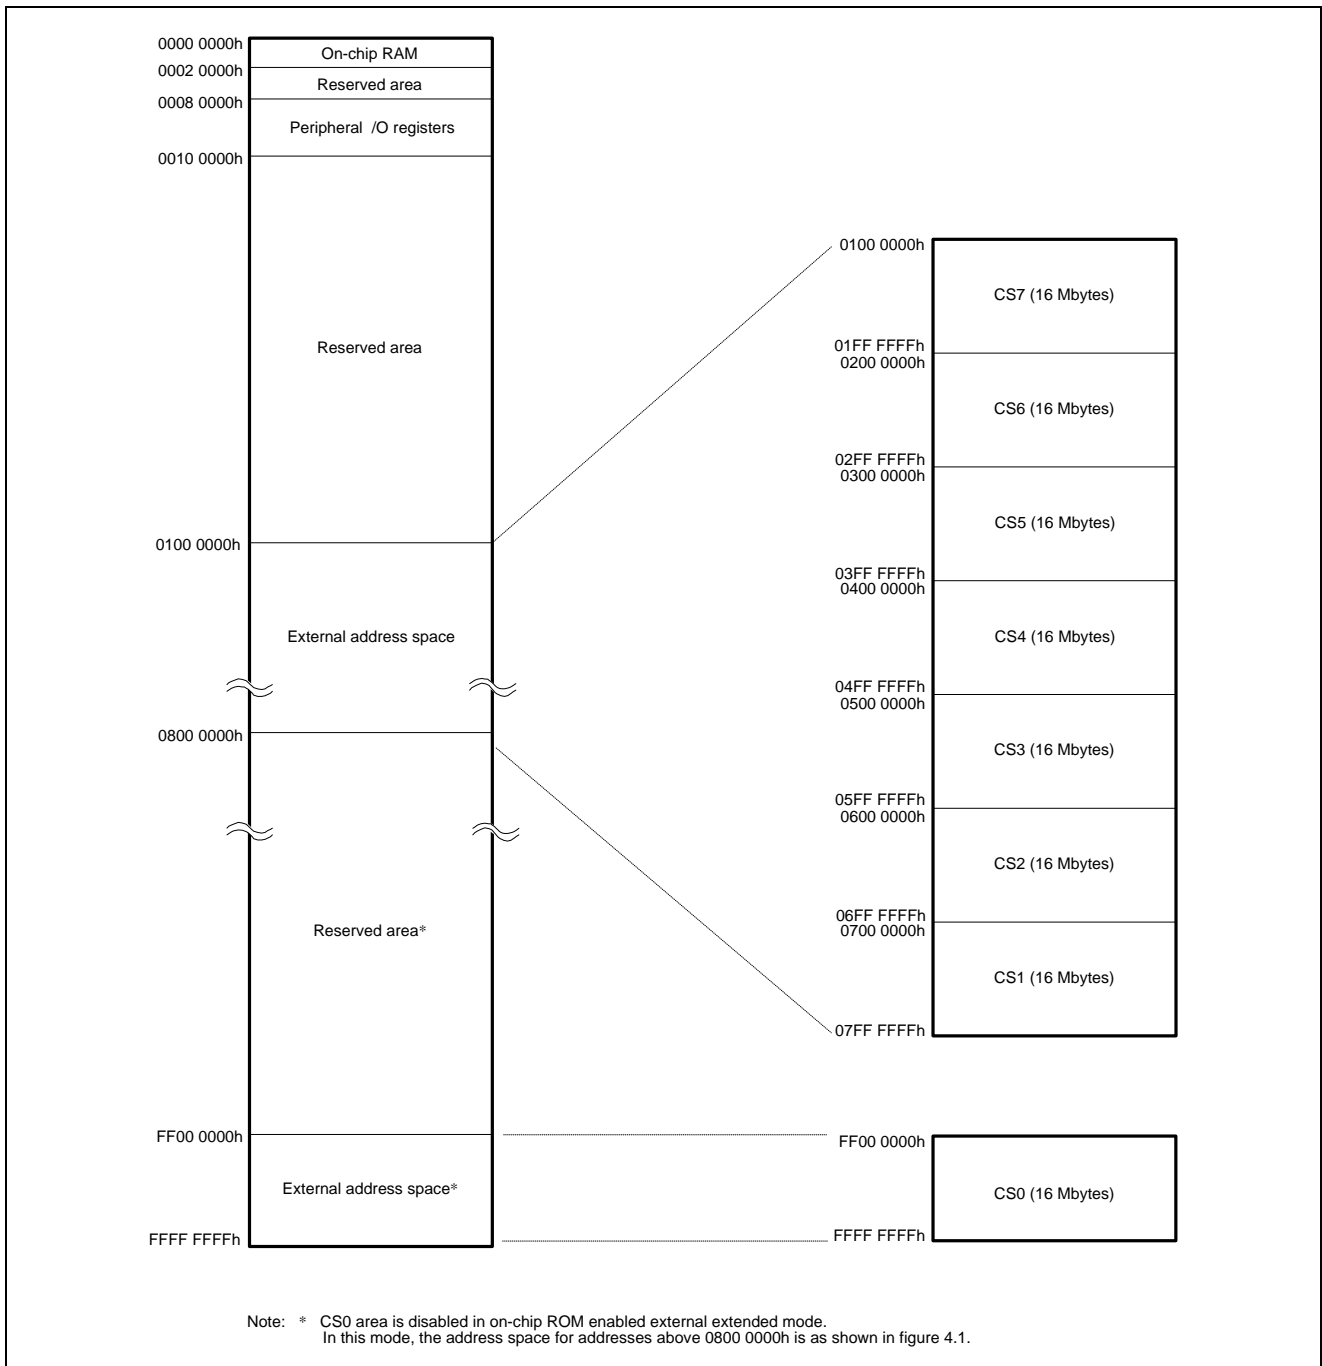 0000 0000h
On-chip RAM
0002 0000h
Reserved area
0008 0000h
Peripheral /O registers
0010 0000h
Reserved area
0100 0000h
External address space
0800 0000h
Reserved area*
FF00 0000h
External address space*
FFFF FFFFh
0100 0000h
CS7 (16 Mbytes)
01FF FFFFh
0200 0000h
CS6 (16 Mbytes)
02FF FFFFh
0300 0000h
CS5 (16 Mbytes)
03FF FFFFh
0400 0000h
CS4 (16 Mbytes)
04FF FFFFh
0500 0000h
CS3 (16 Mbytes)
05FF FFFFh
0600 0000h
CS2 (16 Mbytes)
06FF FFFFh
0700 0000h
CS1 (16 Mbytes)
07FF FFFFh
FF00 0000h
CS0 (16 Mbytes)
FFFF FFFFh
Note: * CS0 area is disabled in on-chip ROM enabled external extended mode.
In this mode, the address space for addresses above 0800 0000h is as shown in figure 4.1.